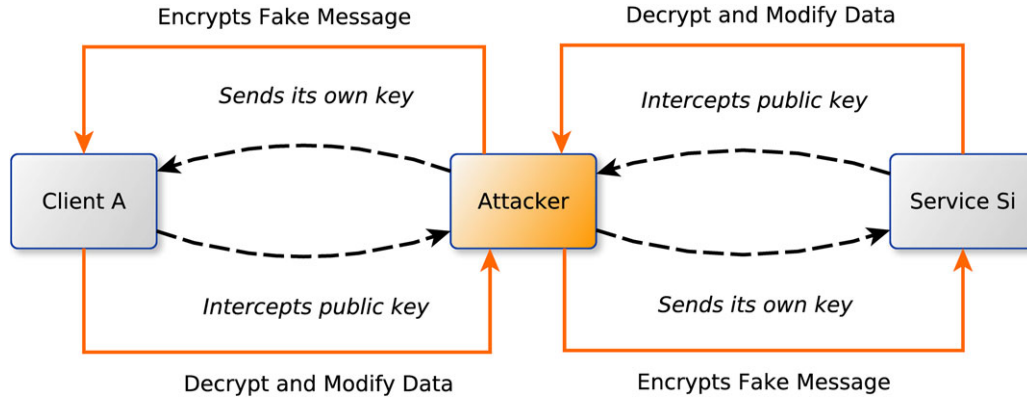 Encrypts Fake Message
Decrypt and Modify Data
Sends its own key
Intercepts public key
Client A
Attacker
Service Si
Intercepts public key
Sends its own key
Decrypt and Modify Data
Encrypts Fake Message